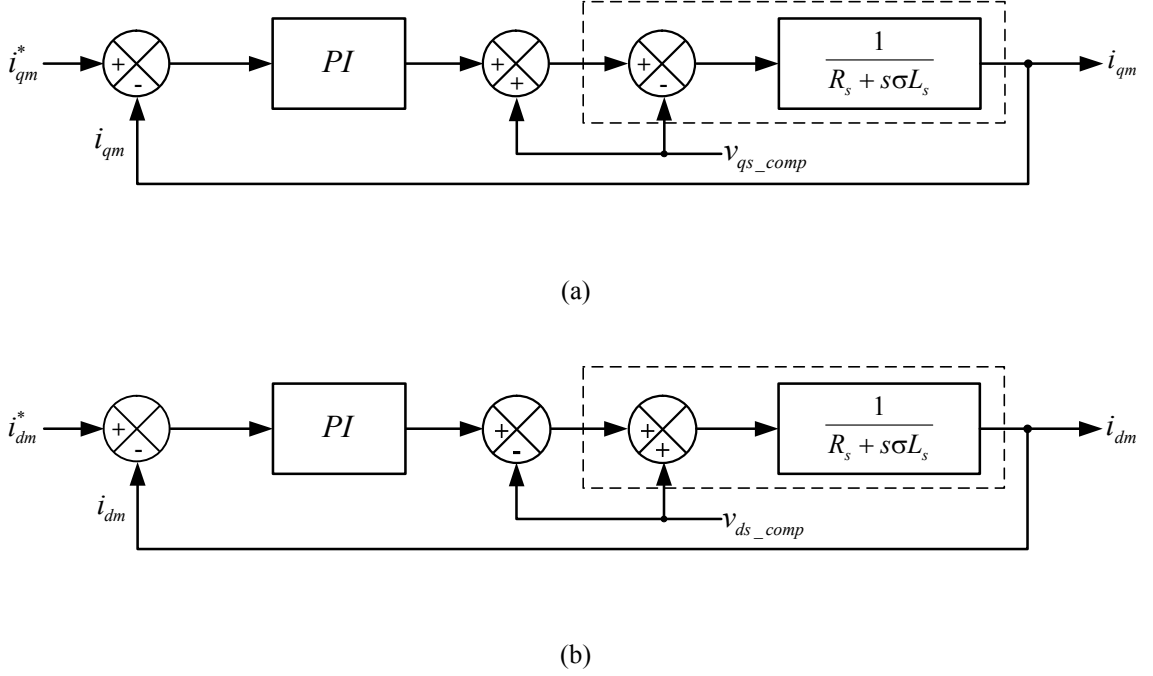 i*qm + - PI + + + - 1 / (Rs + sσLs) iqm
iqm
vqs_comp
(a)
i*dm + - PI + - + + 1 / (Rs + sσLs) idm
idm
vds_comp
(b)